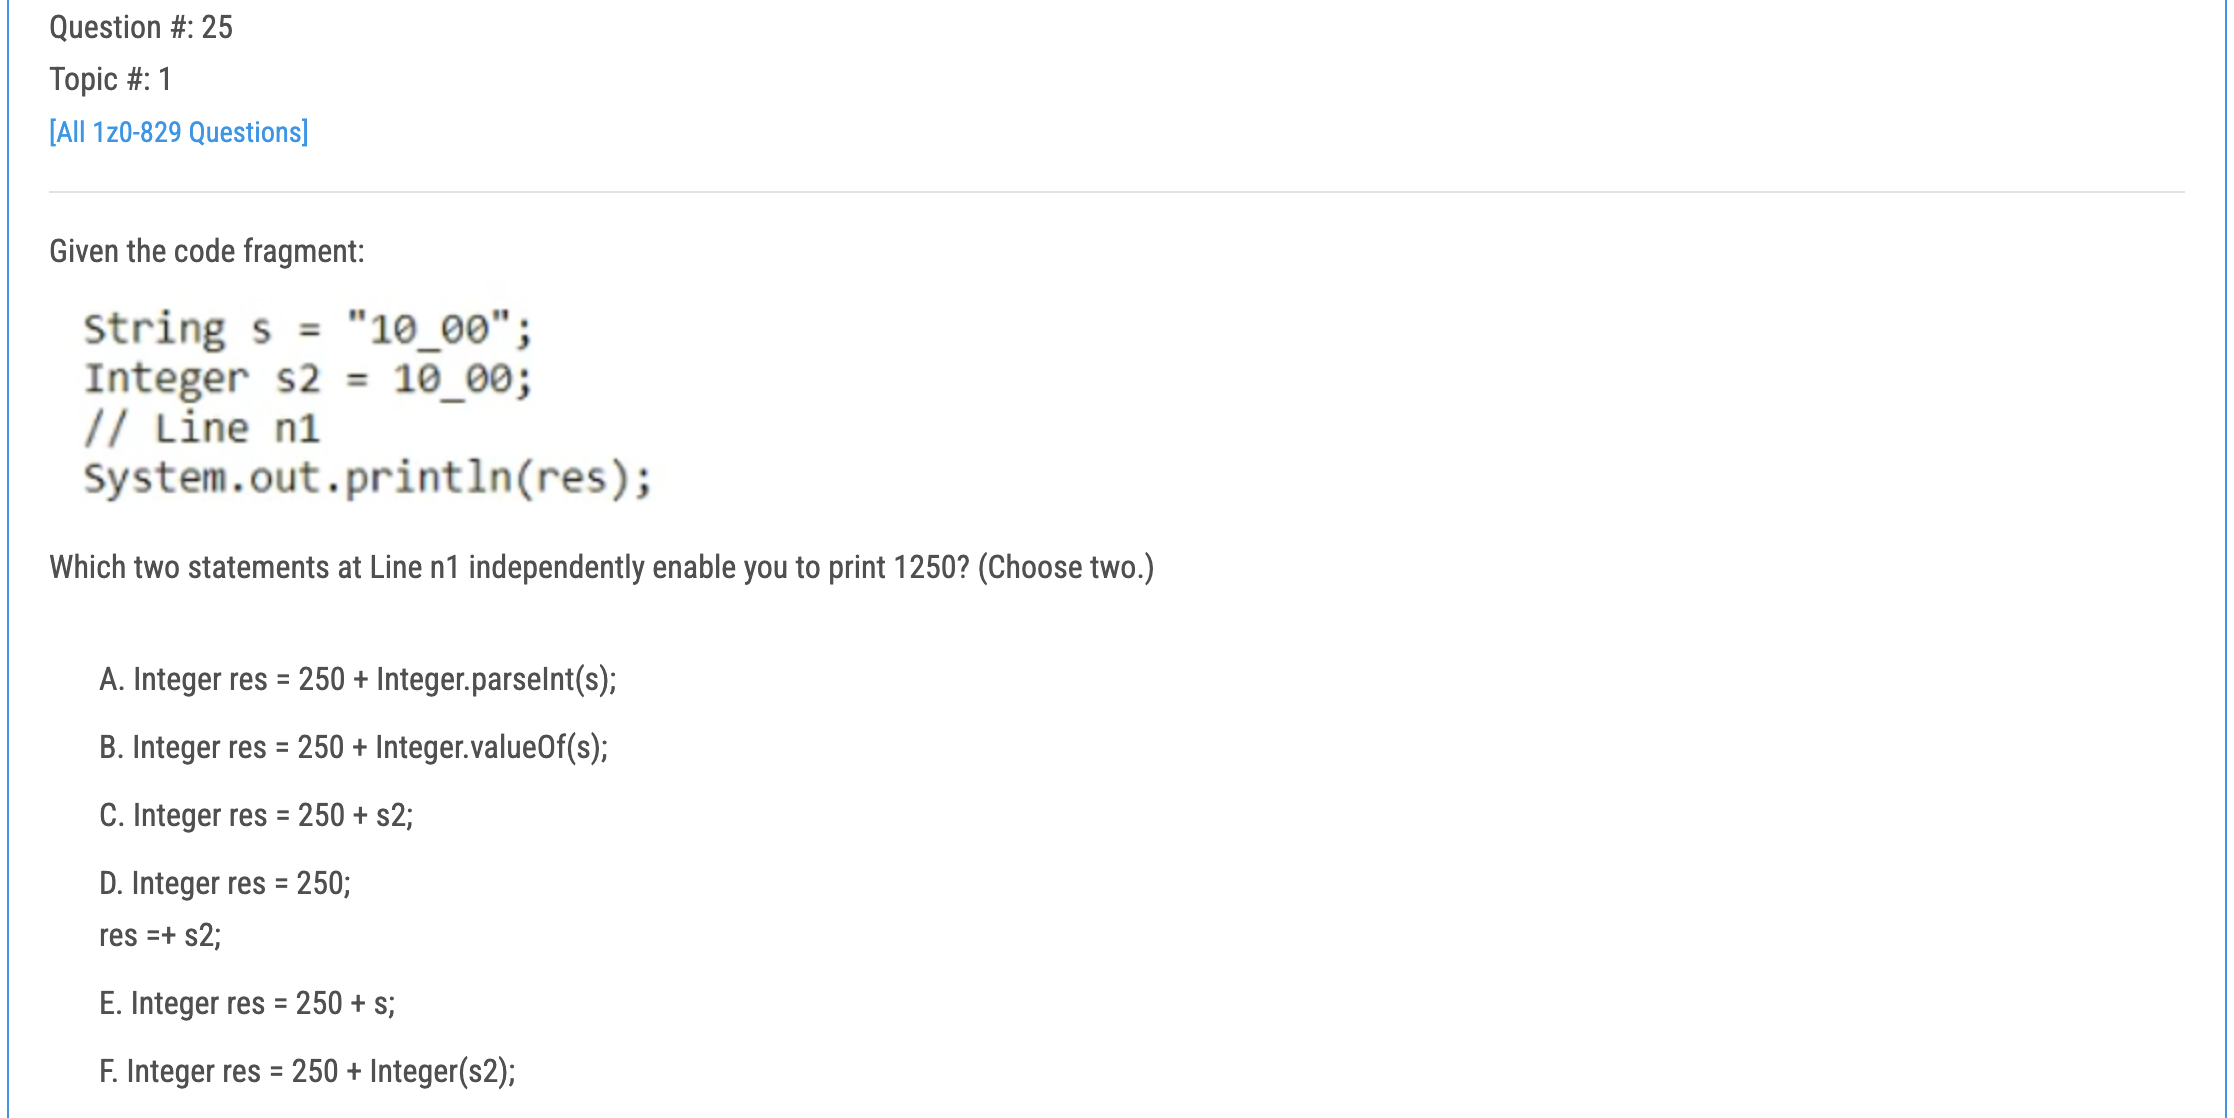 Question #: 25
Topic #: 1
[All 1z0-829 Questions]
Given the code fragment:
String s = "10_00";
Integer s2 = 10_00;
// Line n1
System.out.println(res);
Which two statements at Line n1 independently enable you to print 1250? (Choose two.)
A. Integer res = 250 + Integer.parseInt(s);
B. Integer res = 250 + Integer.valueOf(s);
C. Integer res = 250 + s2;
D. Integer res = 250;
res =+ s2;
E. Integer res = 250 + s;
F. Integer res = 250 + Integer(s2);